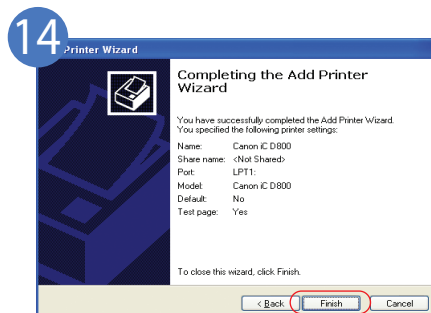 14
Printer Wizard
Completing the Add Printer
Wizard
You have successfully completed the Add Printer Wizard.
You specified the following printer settings:
Name: Canon iC D800
Share name: <Not Shared>
Port: LPT1:
Model: Canon iC D800
Default: No
Test page: Yes
To close this wizard, click Finish.
< Back Finish Cancel